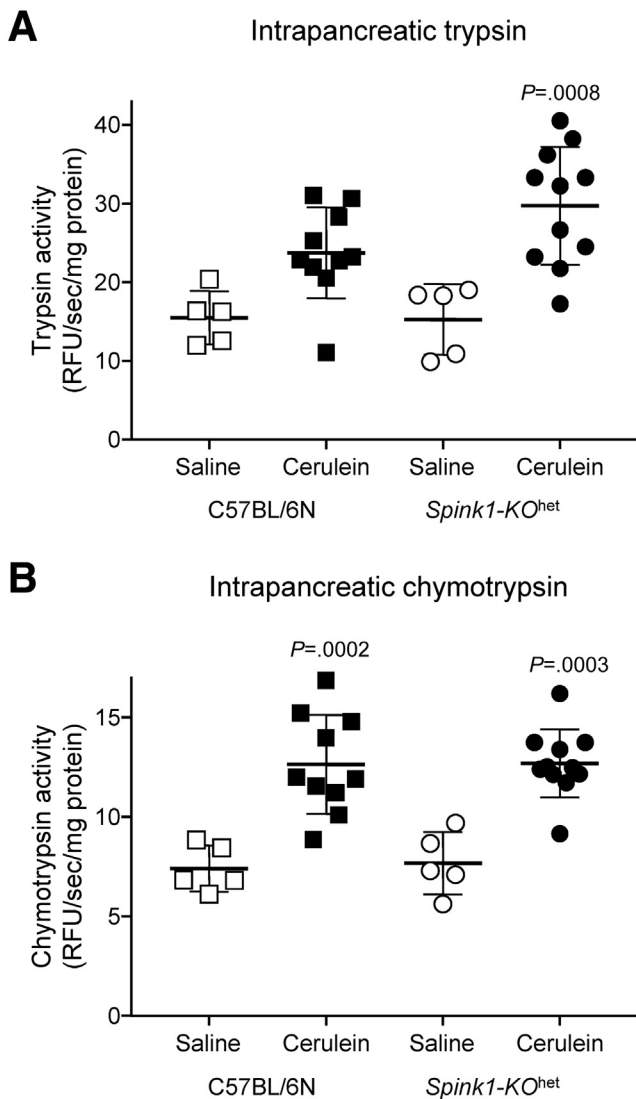 A
Intrapancreatic trypsin
P=.0008
Trypsin activity
(RFU/sec/mg protein)
40
30
20
10
0
Saline Cerulein Saline Cerulein
C57BL/6N Spink1-KOhet
B
Intrapancreatic chymotrypsin
P=.0002 P=.0003
Chymotrypsin activity
(RFU/sec/mg protein)
15
10
5
0
Saline Cerulein Saline Cerulein
C57BL/6N Spink1-KOhet